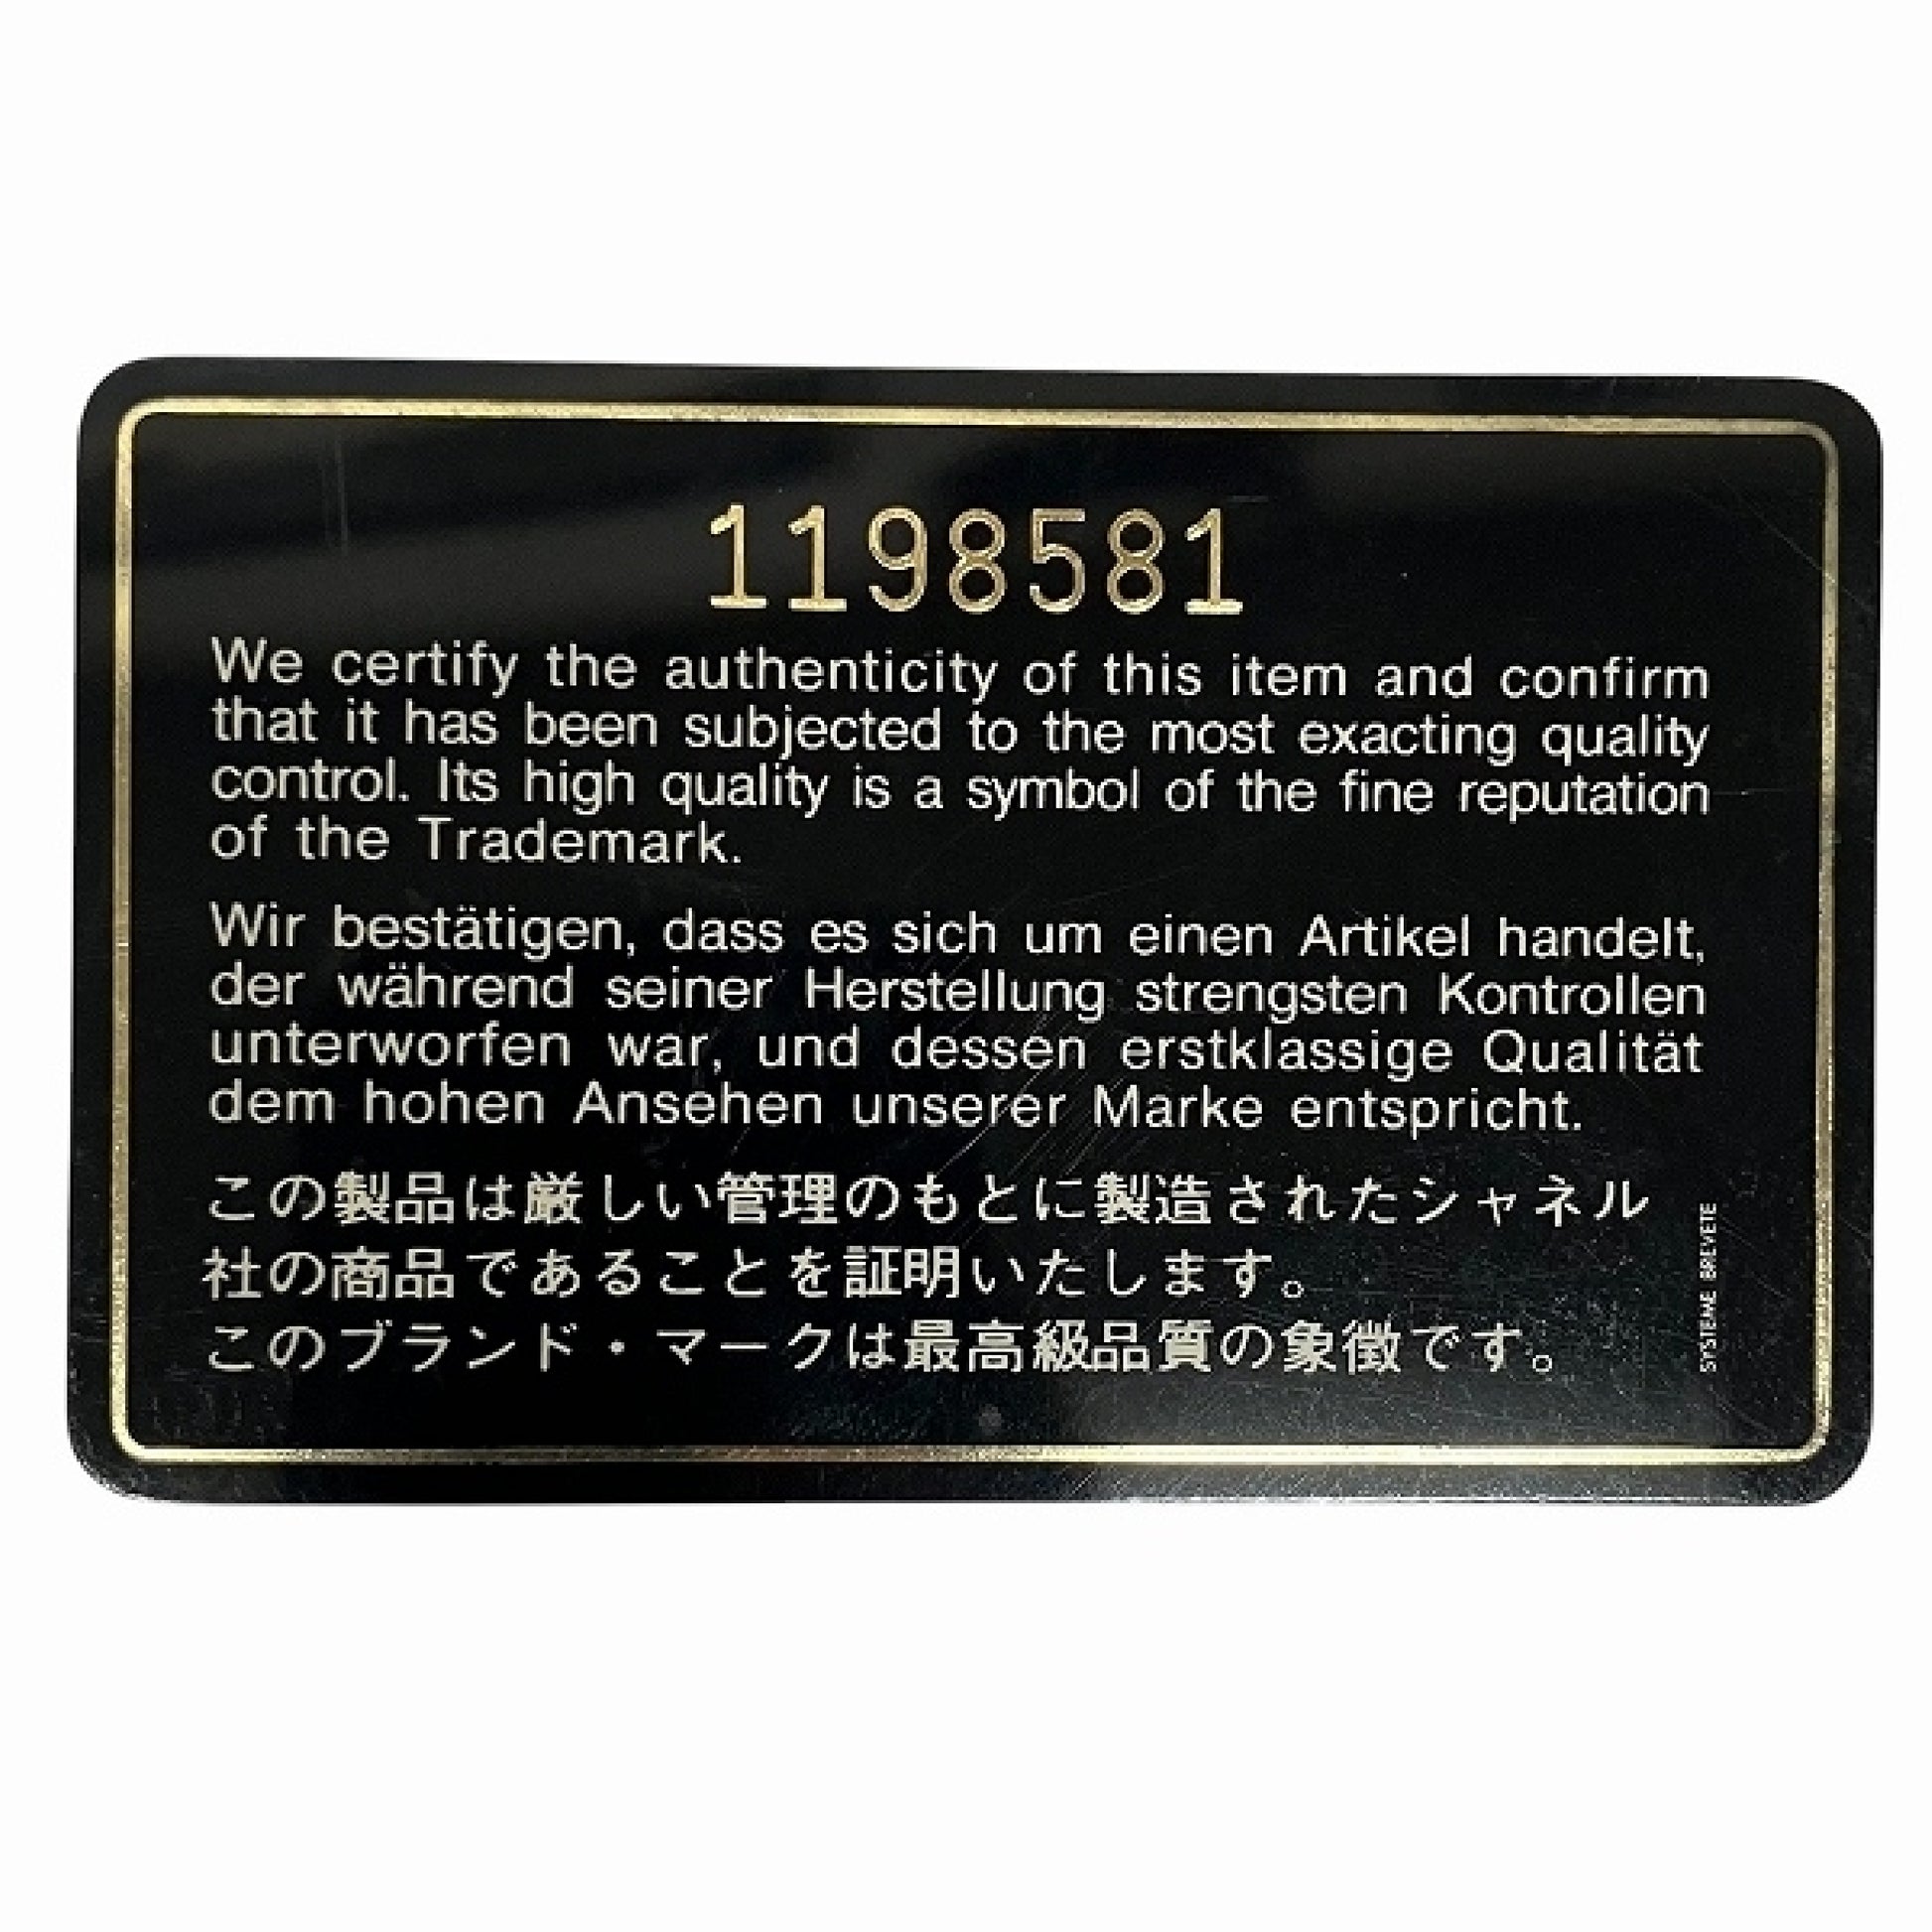 1198581
We certify the authenticity of this item and confirm
that it has been subjected to the most exacting quality
control. Its high quality is a symbol of the fine reputation
of the Trademark.
Wir bestätigen, dass es sich um einen Artikel handelt,
der während seiner Herstellung strengsten Kontrollen
unterworfen war, und dessen erstklassige Qualität
dem hohen Ansehen unserer Marke entspricht.
この製品は厳しい管理のもとに製造されたシャネル
社の商品であることを証明いたします。
このブランド・マークは最高級品質の象徴です。
SYSTEME BREVETE